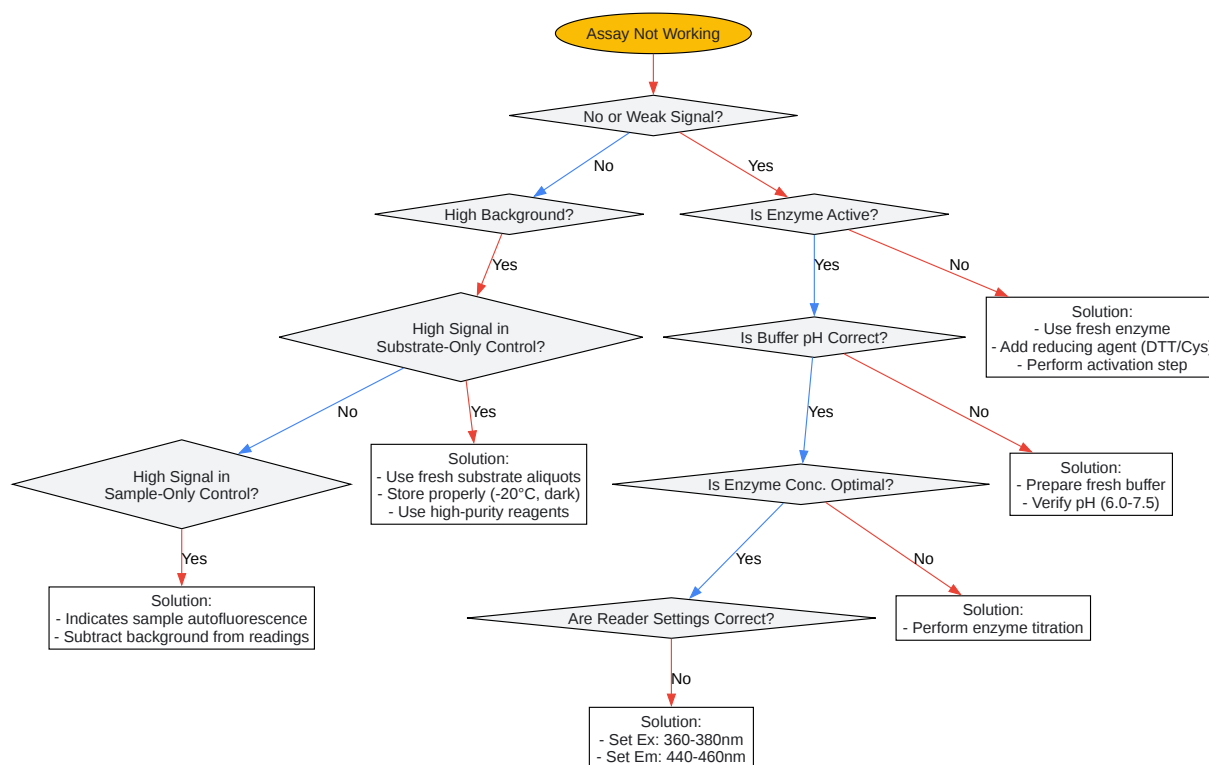 Assay Not Working
No or Weak Signal?
No
Yes
High Background?
Is Enzyme Active?
Yes
Yes
No
High Signal in
Substrate-Only Control?
Is Buffer pH Correct?
Solution:
- Use fresh enzyme
- Add reducing agent (DTT/Cys)
- Perform activation step
No
Yes
Yes
No
High Signal in
Sample-Only Control?
Solution:
- Use fresh substrate aliquots
- Store properly (-20°C, dark)
- Use high-purity reagents
Is Enzyme Conc. Optimal?
Solution:
- Prepare fresh buffer
- Verify pH (6.0-7.5)
Yes
Yes
No
Solution:
- Indicates sample autofluorescence
- Subtract background from readings
Are Reader Settings Correct?
Solution:
- Perform enzyme titration
No
Solution:
- Set Ex: 360-380nm
- Set Em: 440-460nm